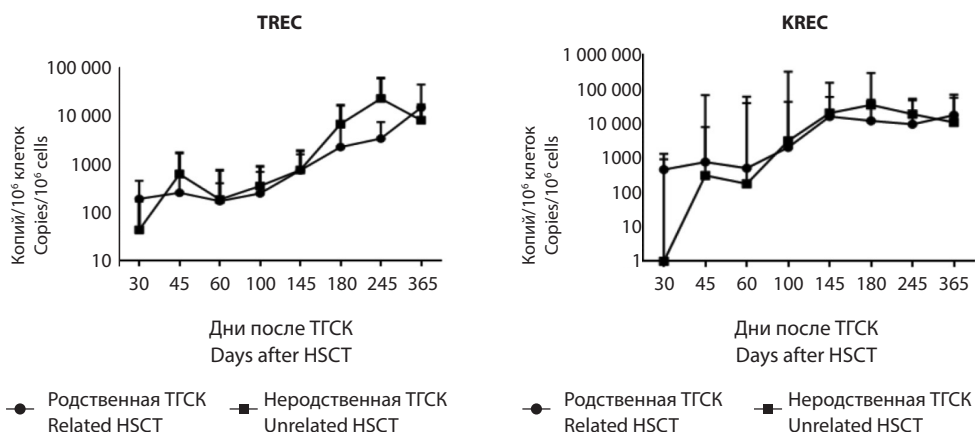 TREC
Копий/10⁶ клеток
Copies/10⁶ cells
100 000
10 000
1000
100
10
30 45 60 100 145 180 245 365
Дни после ТГСК
Days after HSCT
Родственная ТГСК
Related HSCT
Неродственная ТГСК
Unrelated HSCT
KREC
Копий/10⁶ клеток
Copies/10⁶ cells
1 000 000
100 000
10 000
1000
100
10
1
30 45 60 100 145 180 245 365
Дни после ТГСК
Days after HSCT
Родственная ТГСК
Related HSCT
Неродственная ТГСК
Unrelated HSCT